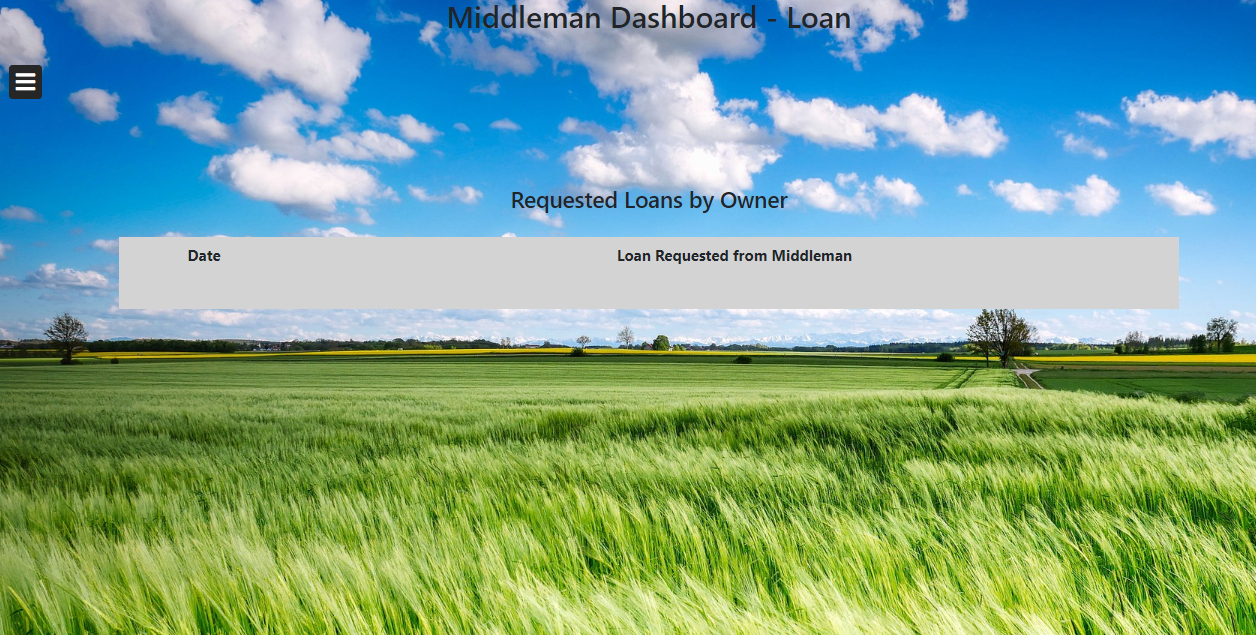 Middleman Dashboard - Loan
Requested Loans by Owner
Date Loan Requested from Middleman